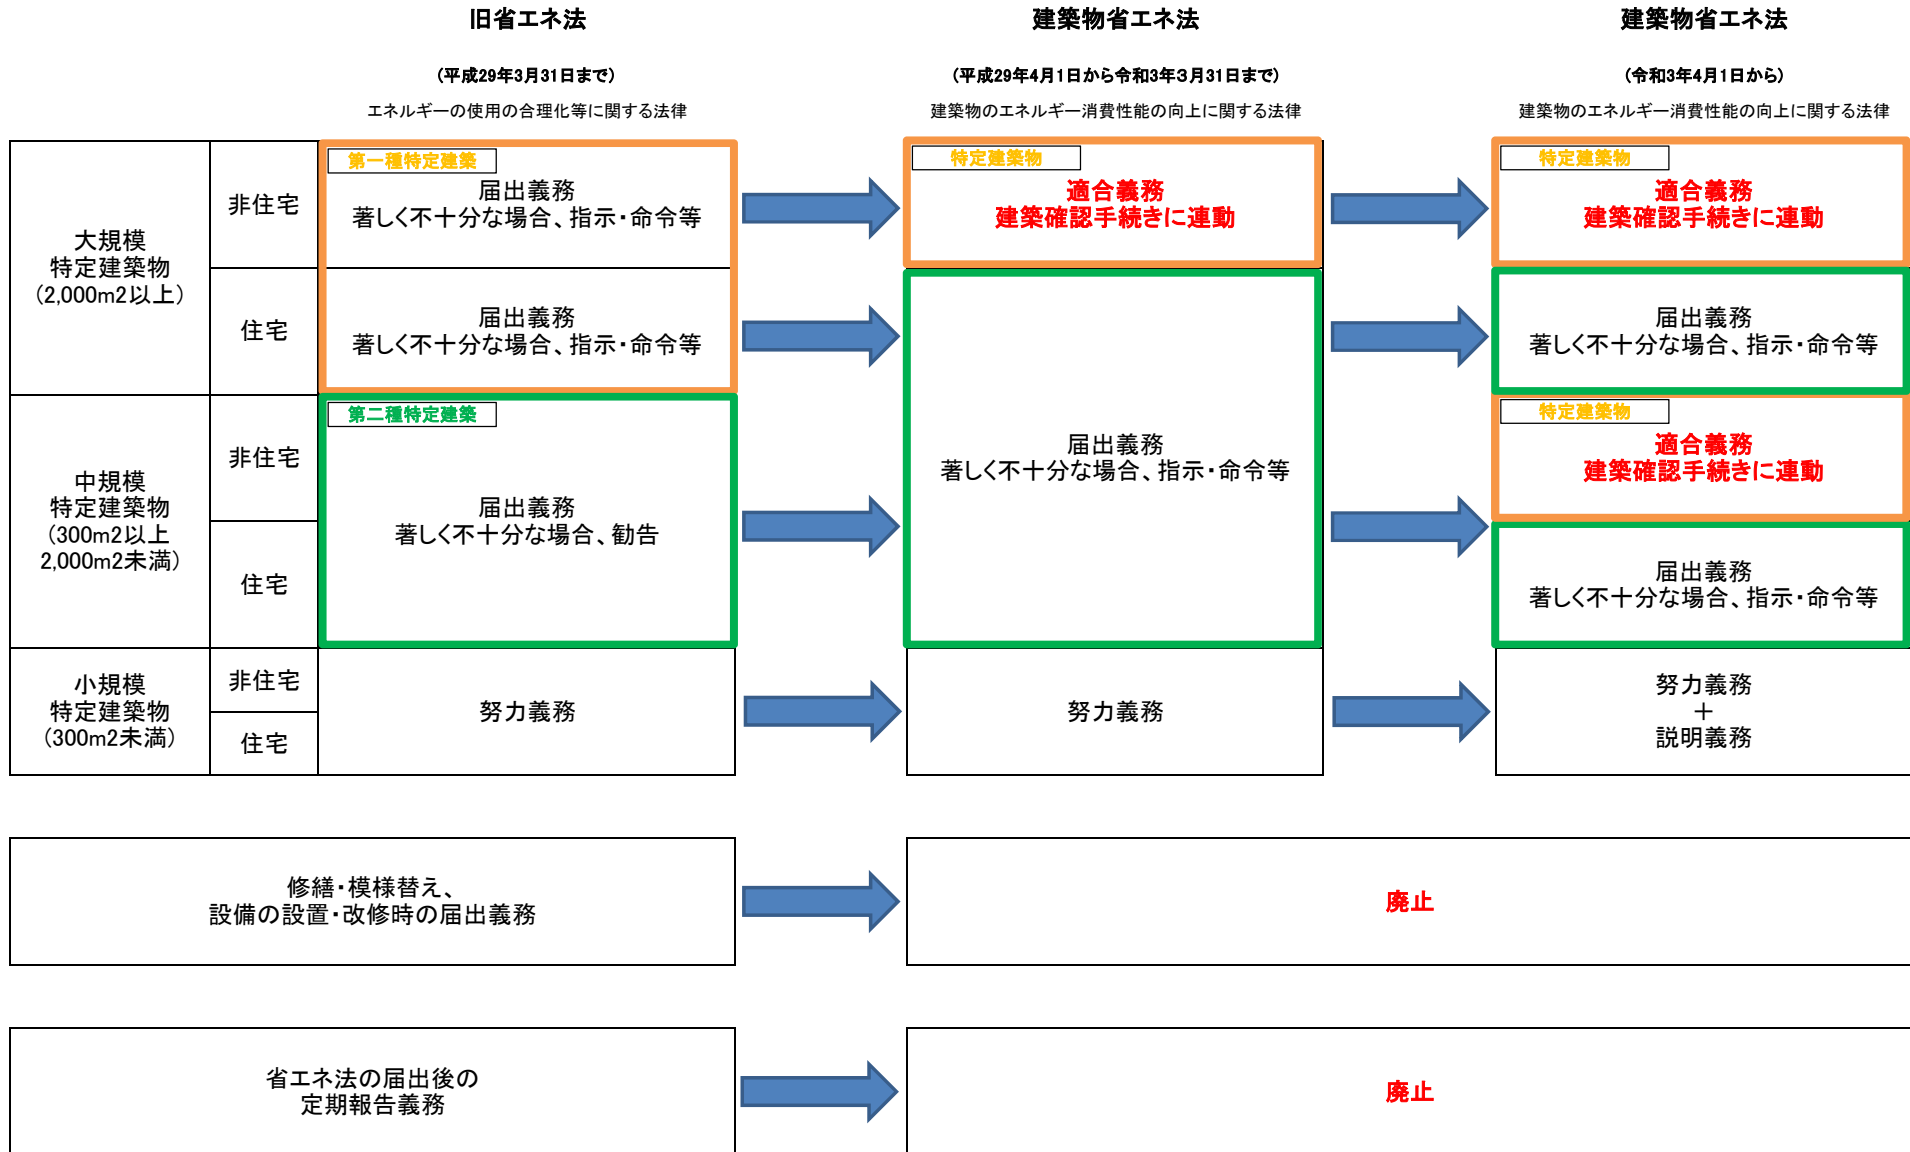 旧省エネ法
建築物省エネ法
建築物省エネ法
(平成29年3月31日まで)
(平成29年4月1日から令和3年3月31日まで)
(令和3年4月1日から)
エネルギーの使用の合理化等に関する法律
建築物のエネルギー消費性能の向上に関する法律
建築物のエネルギー消費性能の向上に関する法律
大規模
特定建築物
(2,000m2以上)
非住宅
第一種特定建築
届出義務
著しく不十分な場合、指示・命令等
特定建築物
適合義務
建築確認手続きに連動
特定建築物
適合義務
建築確認手続きに連動
住宅
届出義務
著しく不十分な場合、指示・命令等
届出義務
著しく不十分な場合、指示・命令等
届出義務
著しく不十分な場合、指示・命令等
中規模
特定建築物
(300m2以上
2,000m2未満)
非住宅
住宅
第二種特定建築
届出義務
著しく不十分な場合、勧告
特定建築物
適合義務
建築確認手続きに連動
届出義務
著しく不十分な場合、指示・命令等
小規模
特定建築物
(300m2未満)
非住宅
住宅
努力義務
努力義務
努力義務
+
説明義務
修繕・模様替え、
設備の設置・改修時の届出義務
廃止
省エネ法の届出後の
定期報告義務
廃止